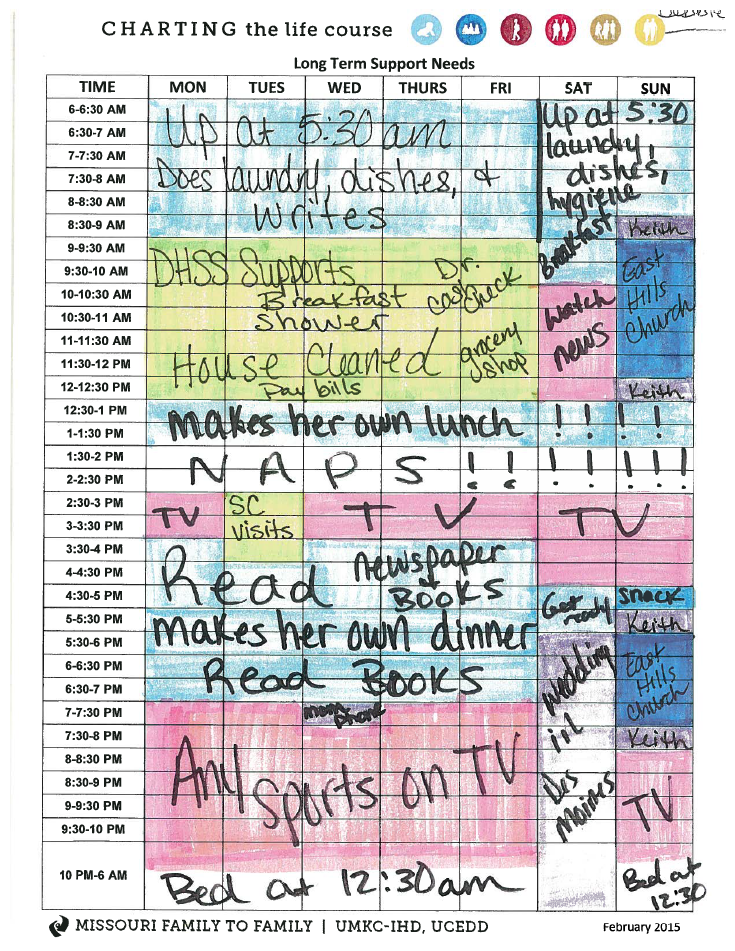 CHARTING the life course
Long Term Support Needs
TIME MON TUES WED THURS FRI SAT SUN
6-6:30 AM
6:30-7 AM
7-7:30 AM
7:30-8 AM
8-8:30 AM
8:30-9 AM
9-9:30 AM
9:30-10 AM
10-10:30 AM
10:30-11 AM
11-11:30 AM
11:30-12 PM
12-12:30 PM
12:30-1 PM
1-1:30 PM
1:30-2 PM
2-2:30 PM
2:30-3 PM
3-3:30 PM
3:30-4 PM
4-4:30 PM
4:30-5 PM
5-5:30 PM
5:30-6 PM
6-6:30 PM
6:30-7 PM
7-7:30 PM
7:30-8 PM
8-8:30 PM
8:30-9 PM
9-9:30 PM
9:30-10 PM
10 PM-6 AM
Up at 5:30 am
Does laundry, dishes, &
writes
DHSS Supports
Breakfast
shower
House Cleaned
Pay bills
Dr.
cash check
grocery
shop
makes her own lunch ! ! ! !
NAPS !! ! ! !!!
TV
SC
visits
TV
TV
Read newspaper
or
BOOKS
makes her own dinner
Read Books
mom
phone
Any Sports on TV
Bed at 12:30am
Up at 5:30
laundry,
dishes,
hygiene
Breakfast
Watch
news
Get
ready
wedding
in
Des
Moines
Keith
East
Hills
Church
Keith
snack
Keith
East
Hills
Church
Keith
TV
Bed at
12:30
MISSOURI FAMILY TO FAMILY | UMKC-IHD, UCEDD
February 2015